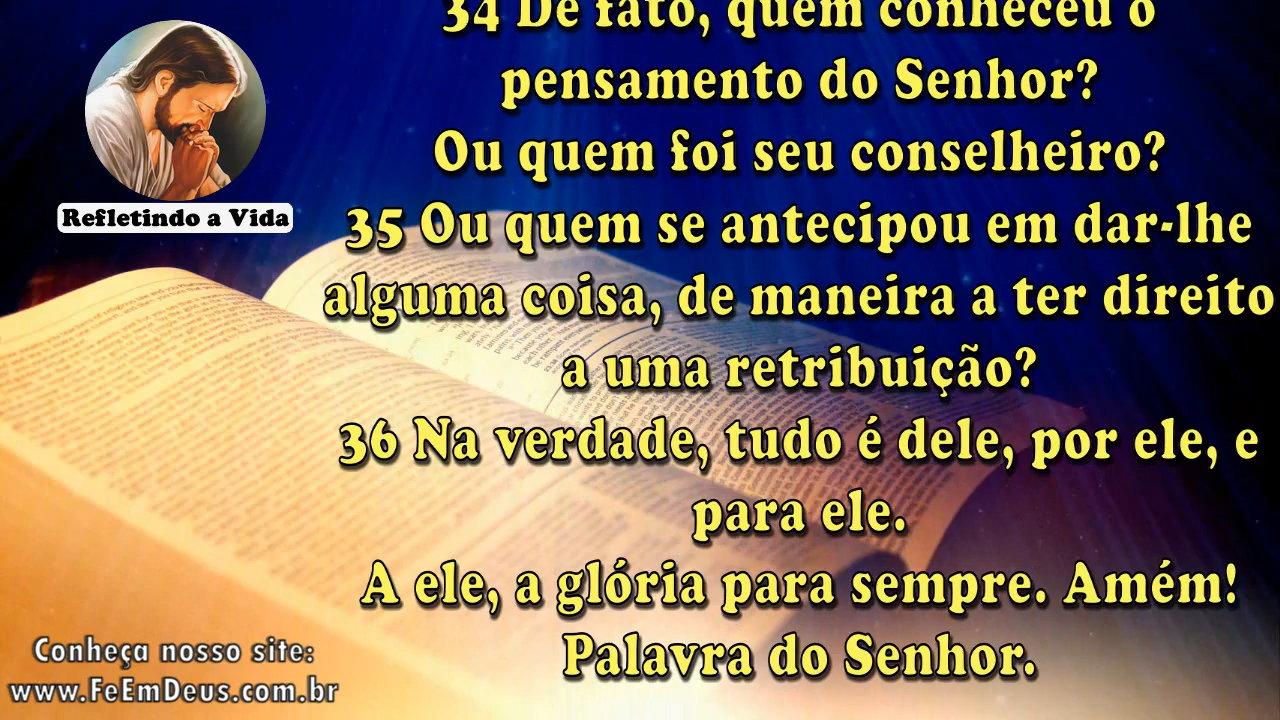 34 De fato, quem conheceu o
pensamento do Senhor?
Ou quem foi seu conselheiro?
Refletindo a Vida
35 Ou quem se antecipou em dar-lhe
alguma coisa, de maneira a ter direito
a uma retribuição?
36 Na verdade, tudo é dele, por ele, e
para ele.
A ele, a glória para sempre. Amém!
Palavra do Senhor.
Conheça nosso site:
www.FeEmDeus.com.br